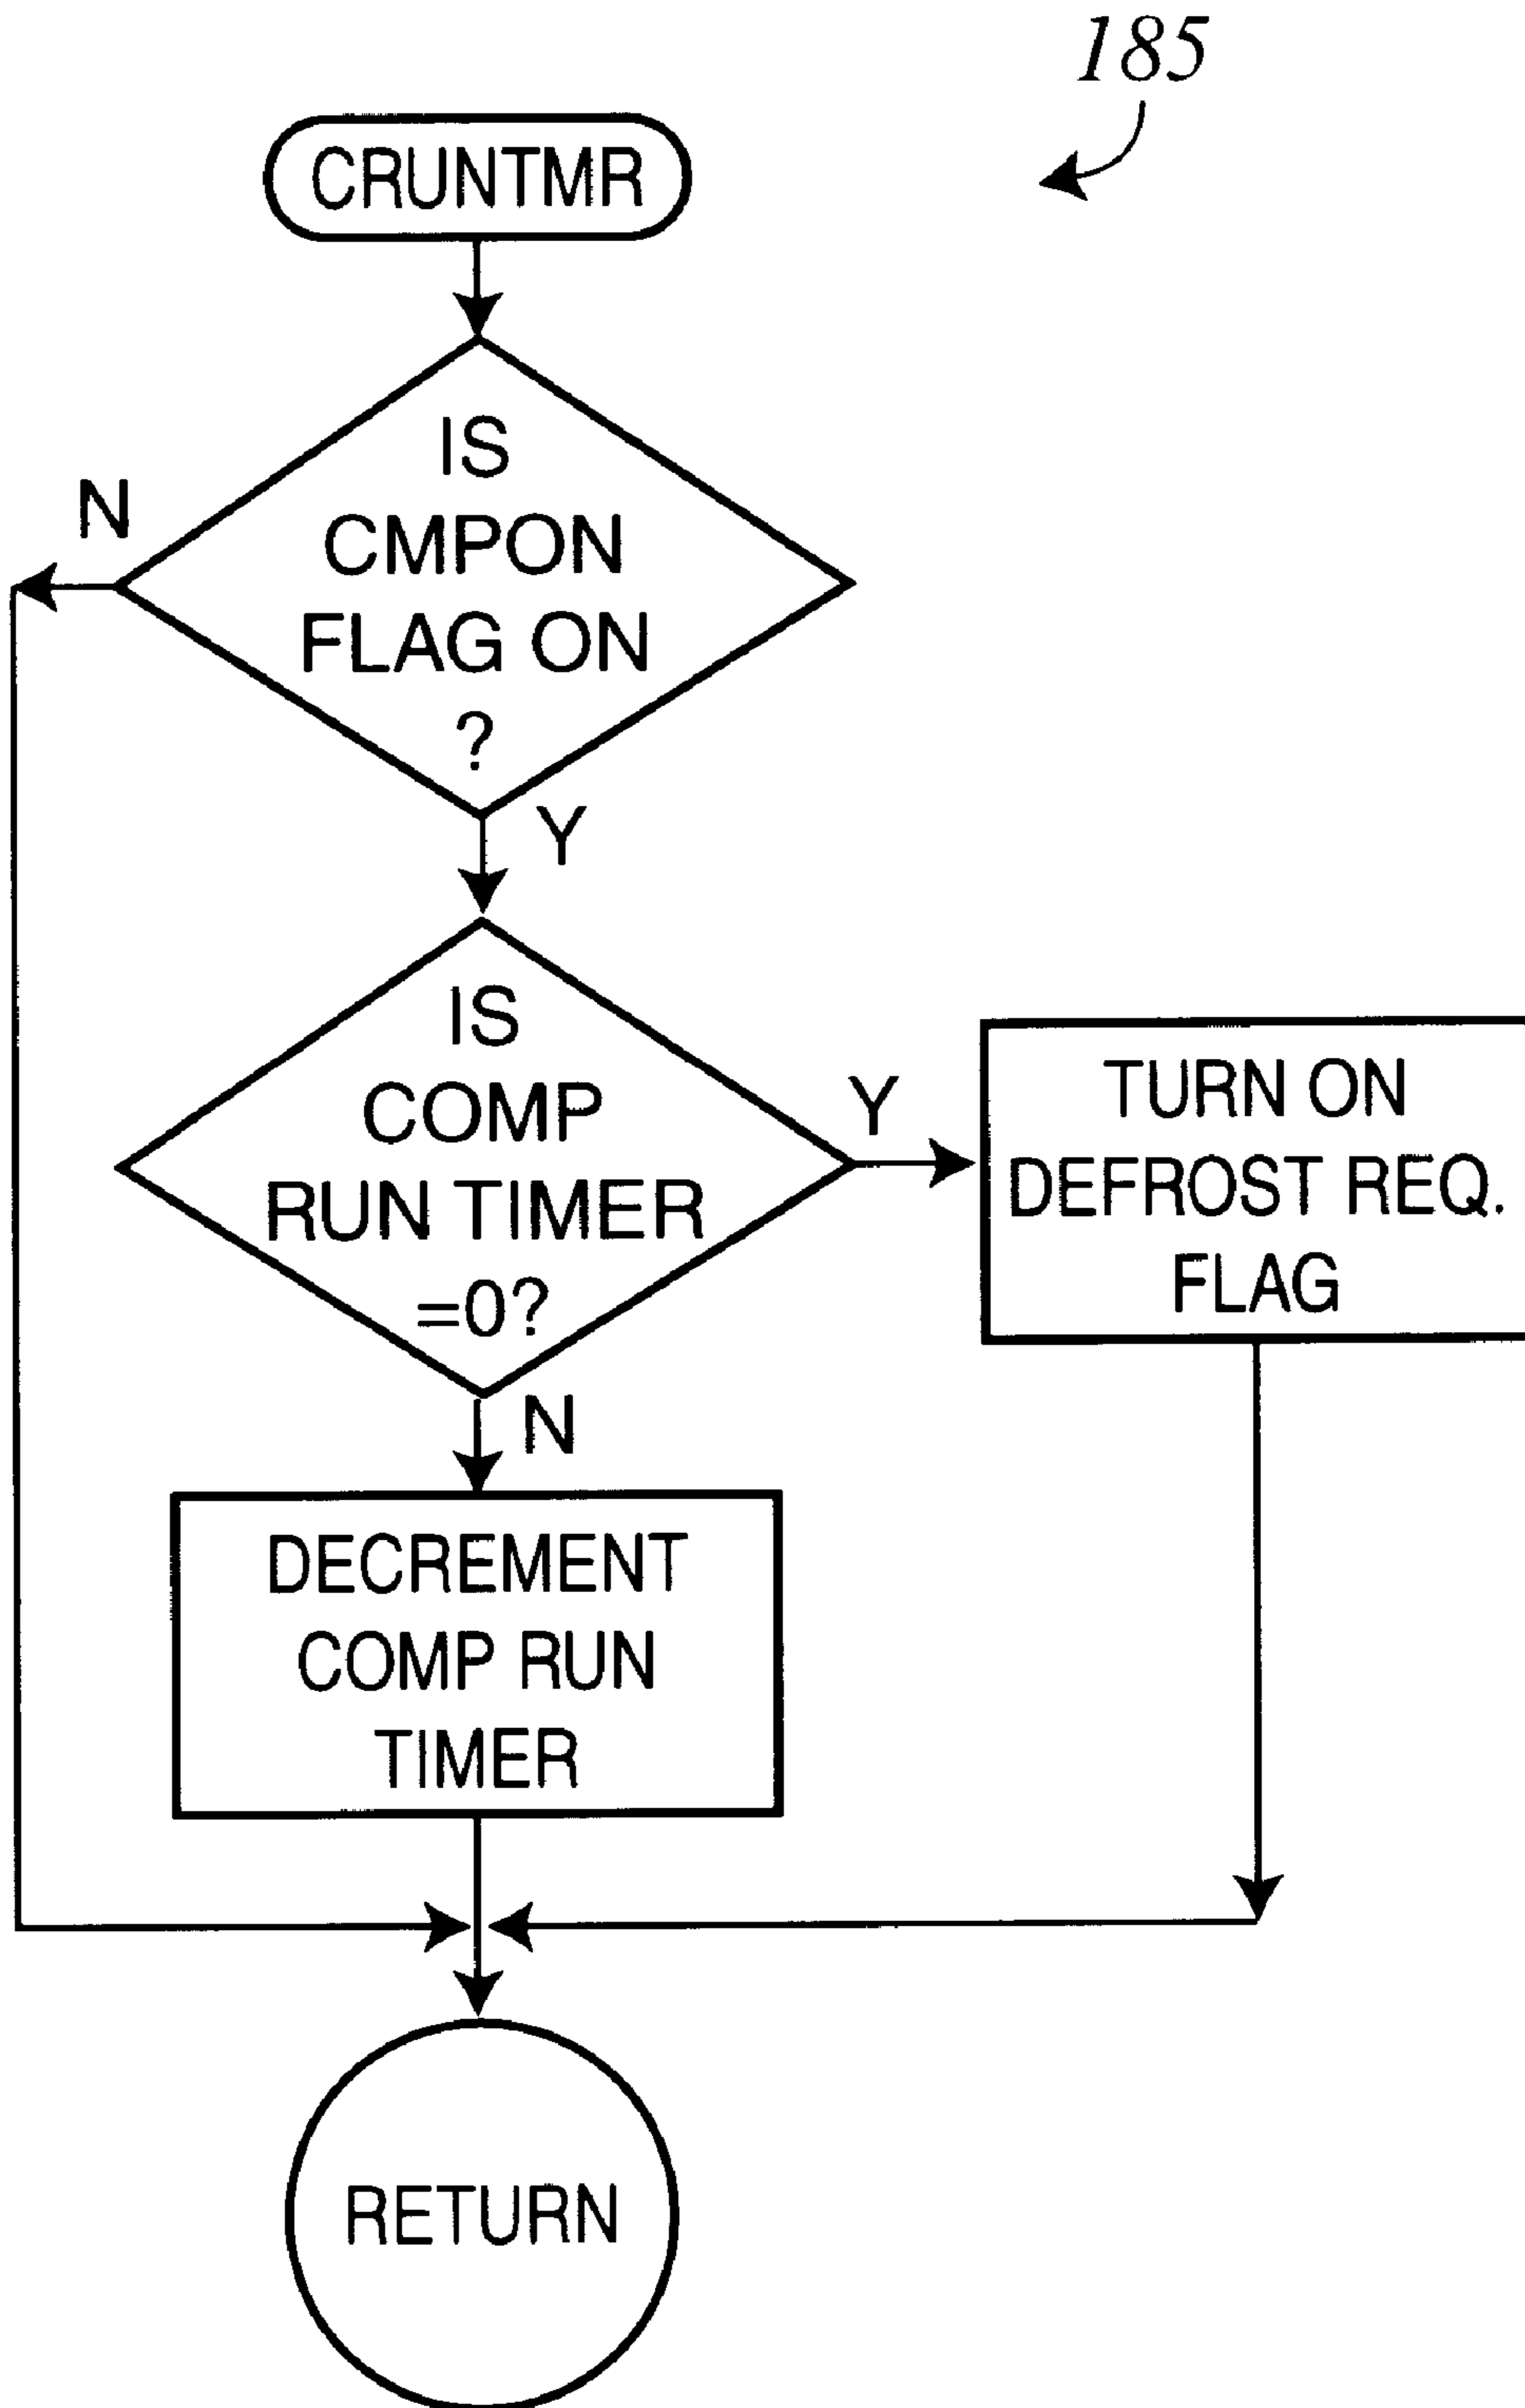 185
CRUNTMR
IS
CMPON
FLAG ON
?
N
Y
IS
COMP
RUN TIMER
=0?
Y
TURN ON
DEFROST REQ.
FLAG
N
DECREMENT
COMP RUN
TIMER
RETURN